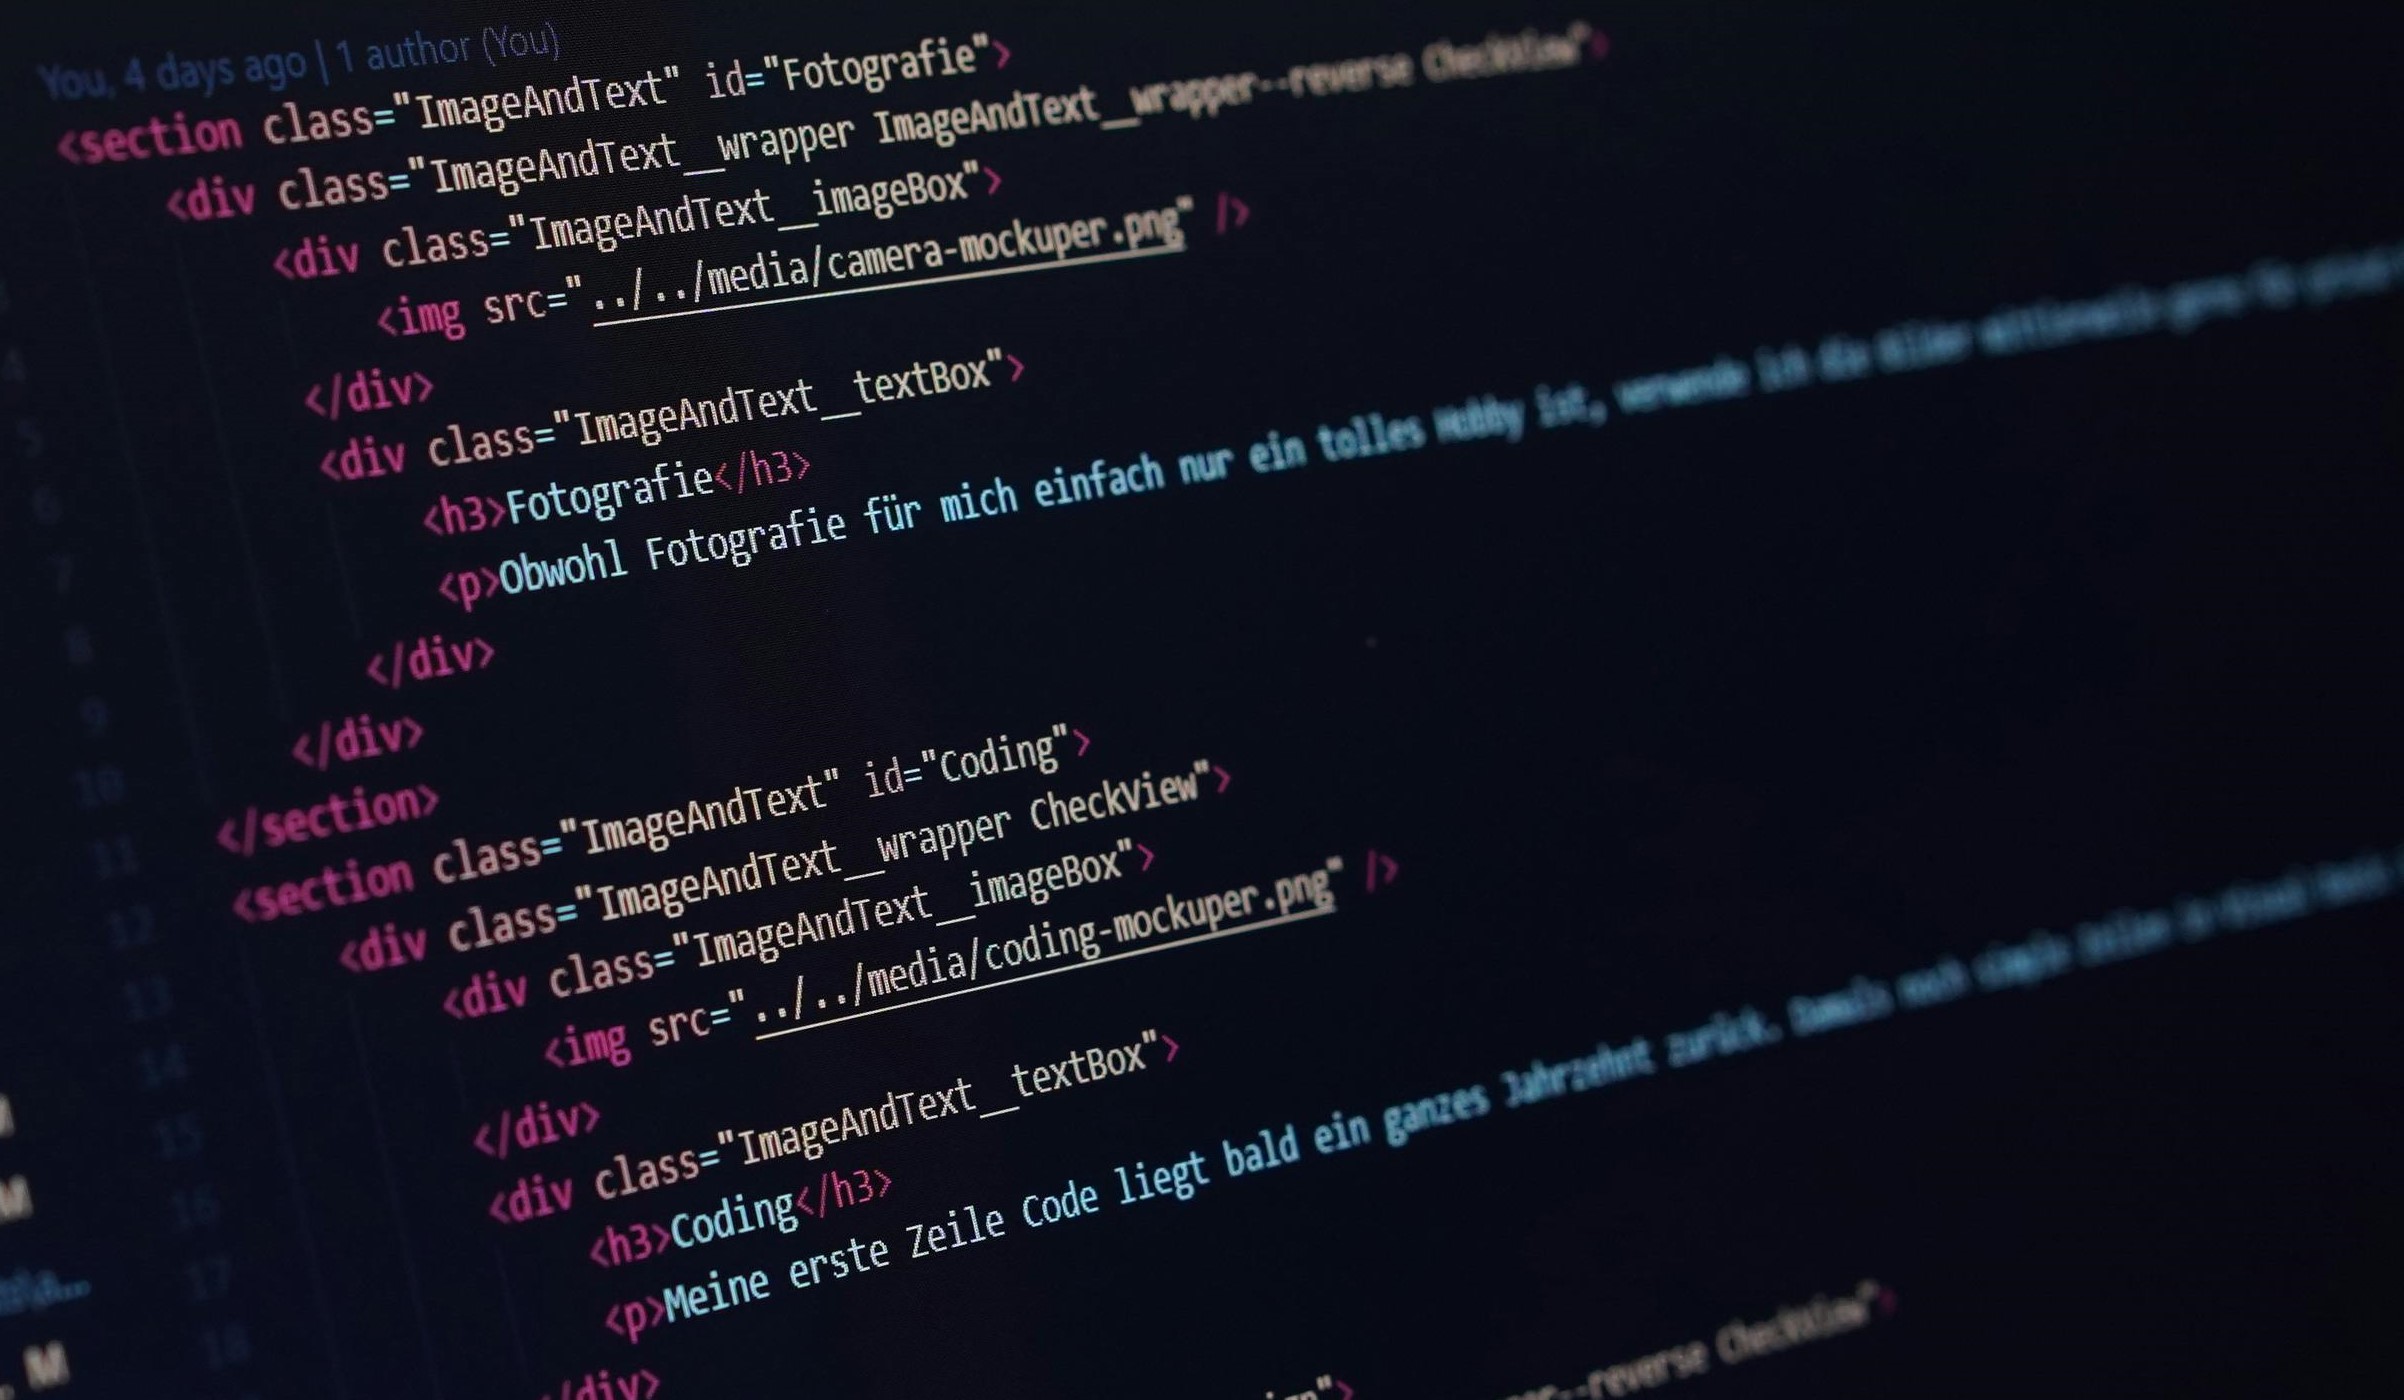 You, 4 days ago | 1 author (You)
<section class="ImageAndText" id="Fotografie">
<div class="ImageAndText__wrapper ImageAndText__wrapper--reverse CheckView">
<div class="ImageAndText__imageBox">
<img src="../../media/camera-mockuper.png" />
</div>
<div class="ImageAndText__textBox">
<h3>Fotografie</h3>
<p>Obwohl Fotografie für mich einfach nur ein tolles Hobby ist, verwende ich die Bilder
</div>
</div>
</section>
<section class="ImageAndText" id="Coding">
<div class="ImageAndText__wrapper CheckView">
<div class="ImageAndText__imageBox">
<img src="../../media/coding-mockuper.png" />
</div>
<div class="ImageAndText__textBox">
<h3>Coding</h3>
<p>Meine erste Zeile Code liegt bald ein ganzes Jahrzehnt zurück. Damals noch simple
</div>
--reverse CheckView">